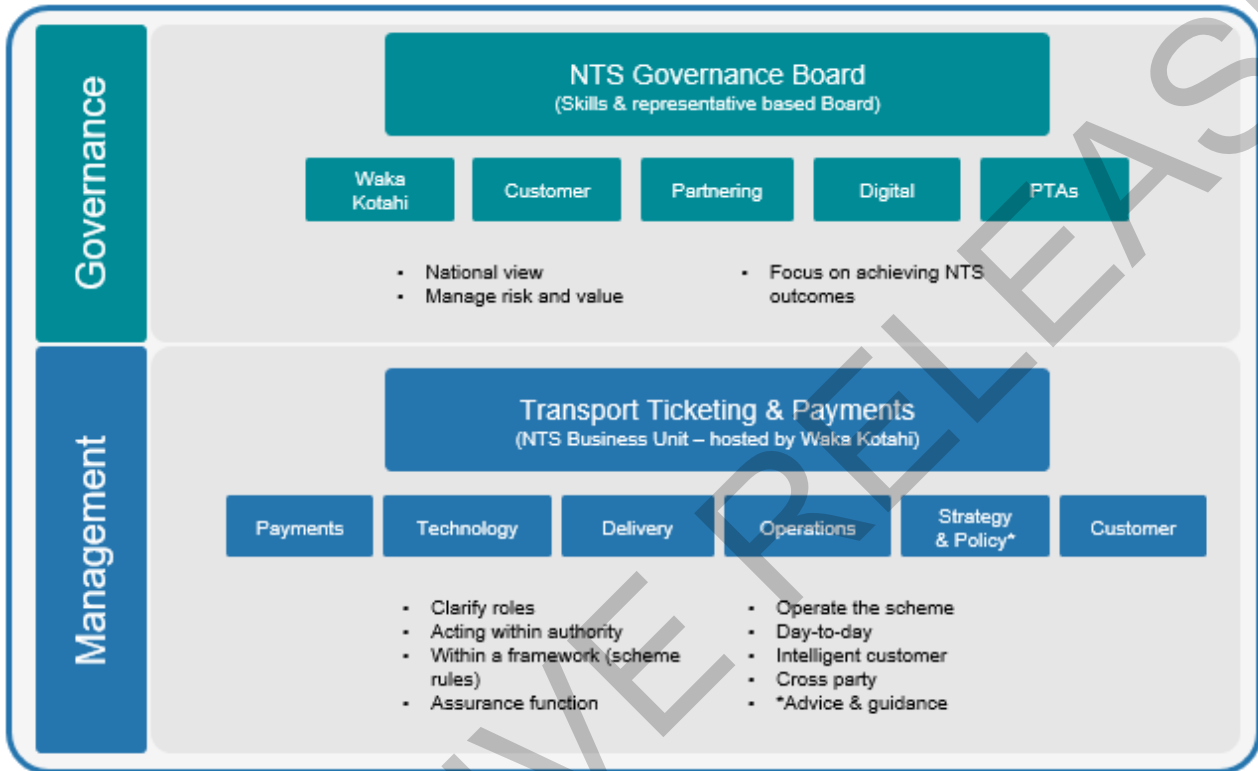 Governance
NTS Governance Board
(Skills & representative based Board)
Waka
Kotahi
Customer
Partnering
Digital
PTAs
• National view
• Manage risk and value
• Focus on achieving NTS
outcomes
Management
Transport Ticketing & Payments
(NTS Business Unit – hosted by Waka Kotahi)
Payments
Technology
Delivery
Operations
Strategy
& Policy*
Customer
• Clarify roles
• Acting within authority
• Within a framework (scheme
rules)
• Assurance function
• Operate the scheme
• Day-to-day
• Intelligent customer
• Cross party
• *Advice & guidance
IVE RELEAS